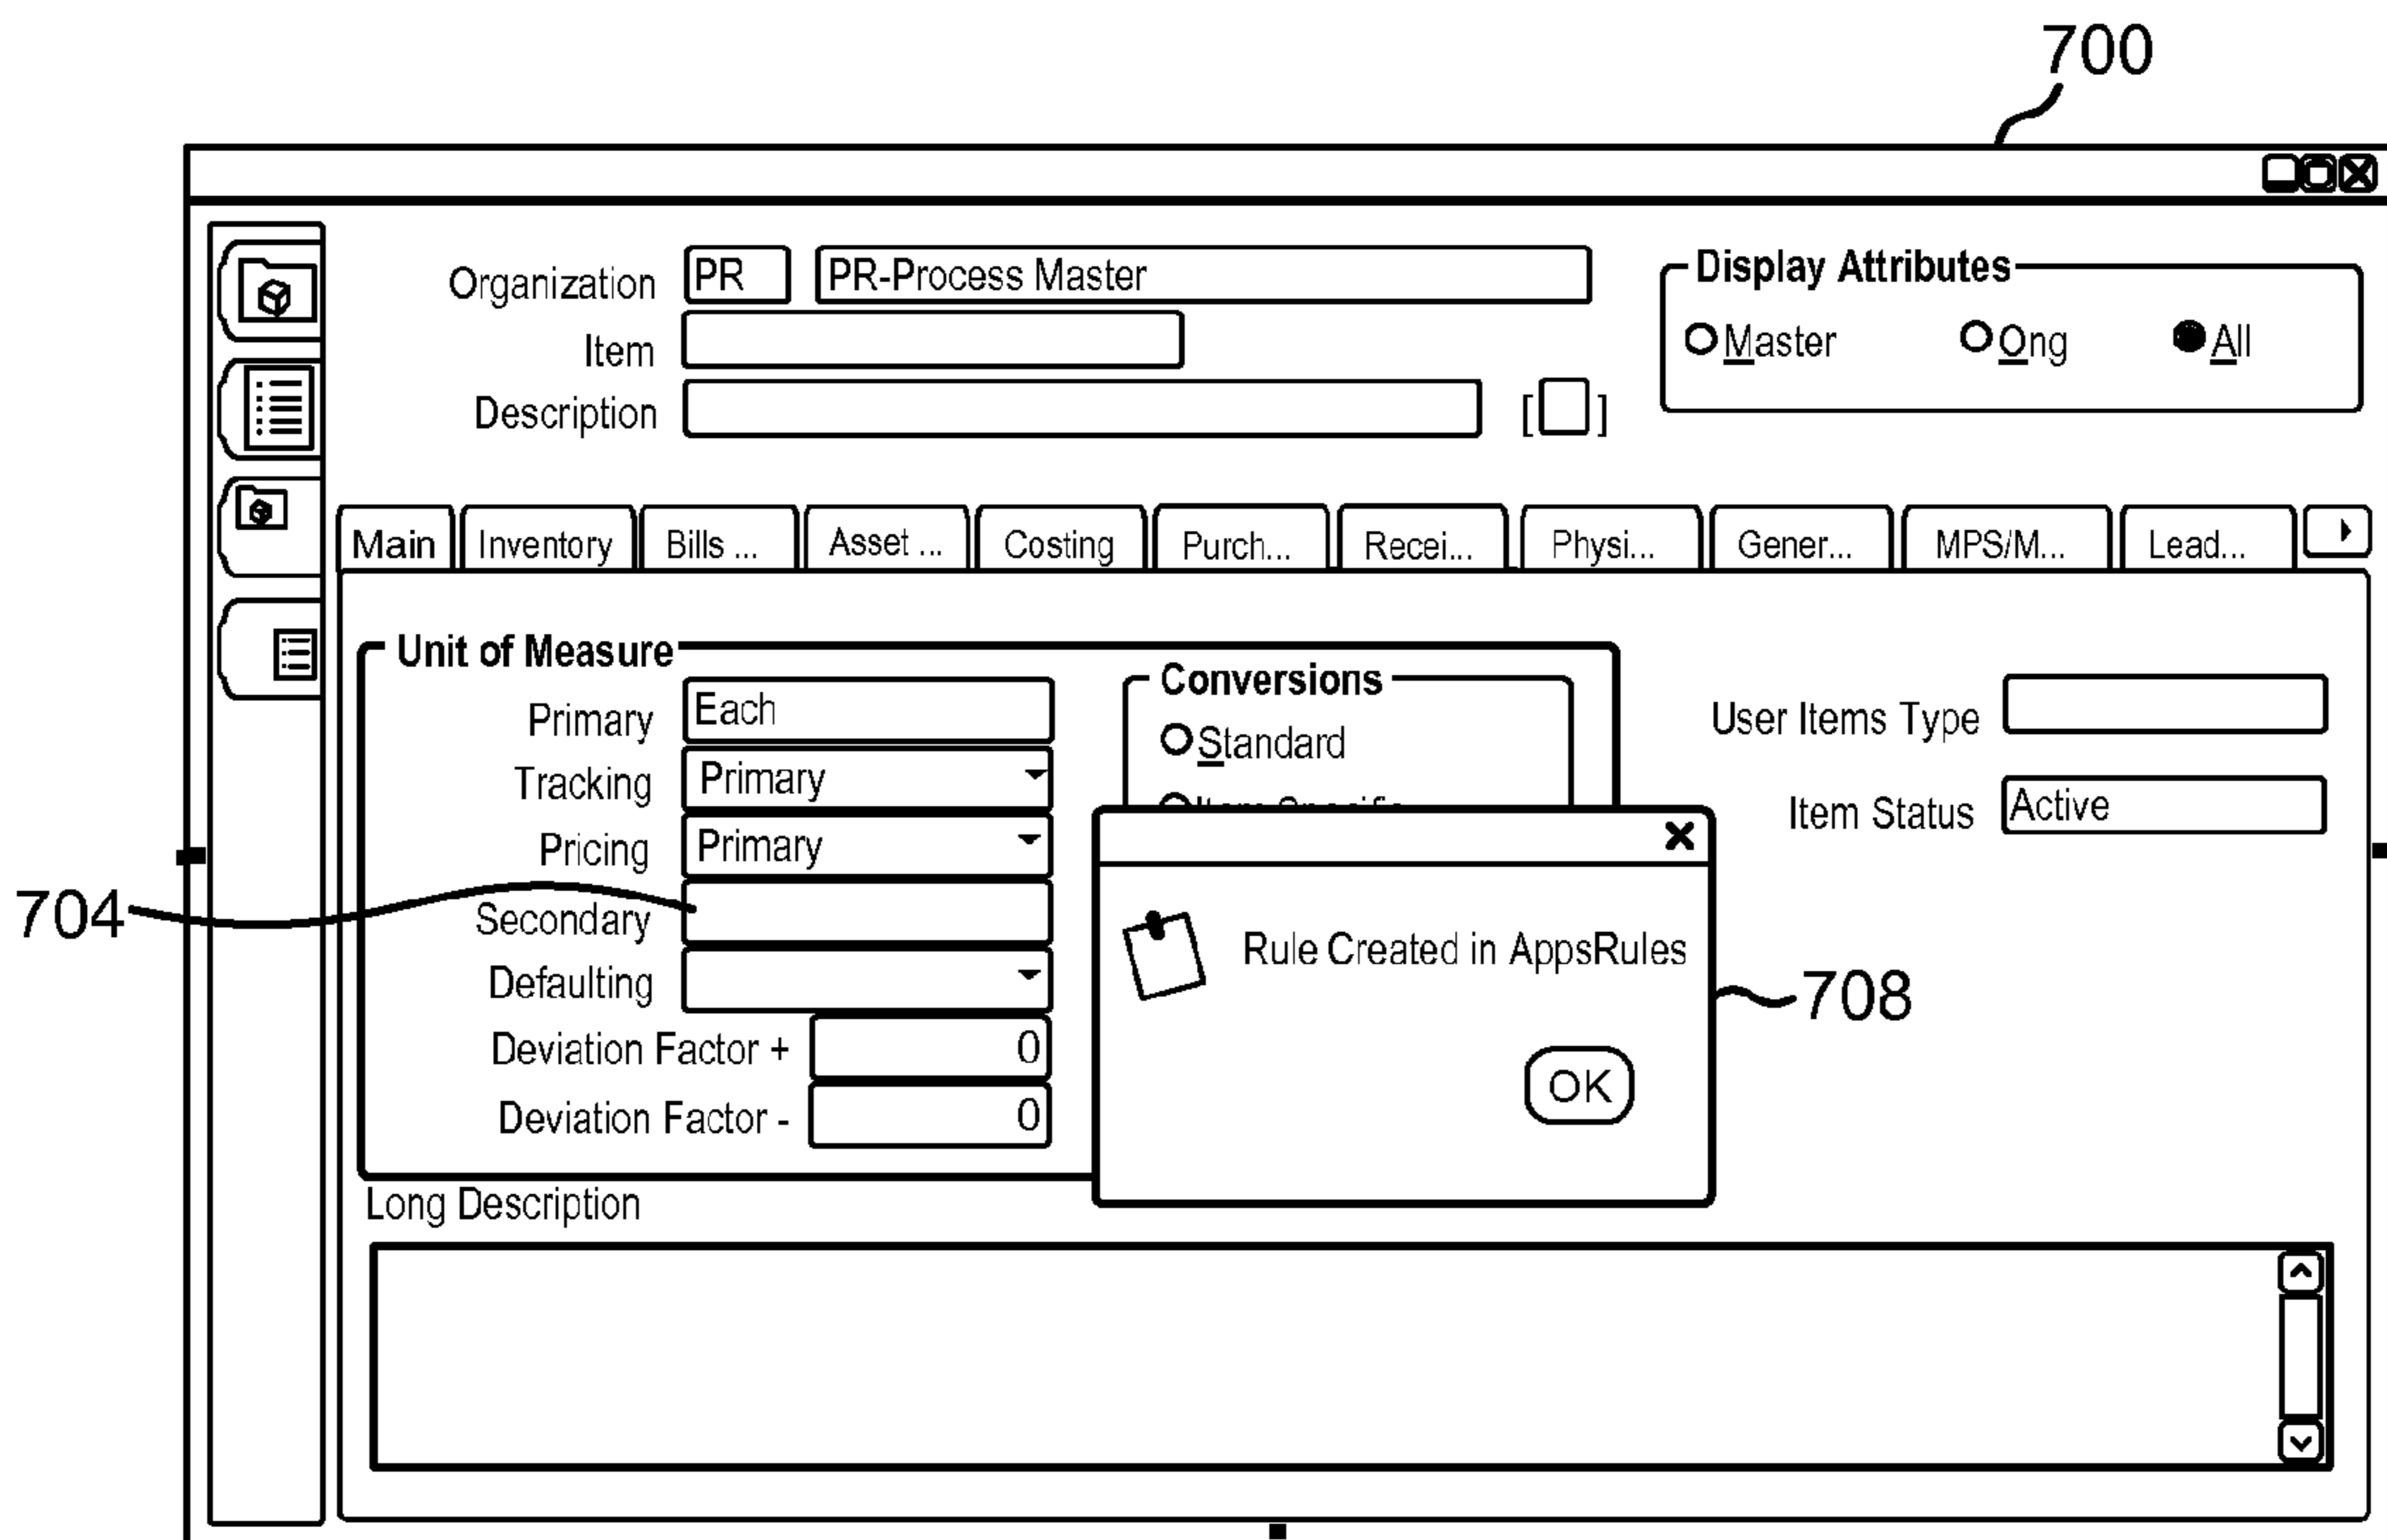 700
Organization PR PR-Process Master
Display Attributes
Master Ong All
Item
Description [ ]
Main Inventory Bills ... Asset ... Costing Purch... Recei... Physi... Gener... MPS/M... Lead...
Unit of Measure
Primary Each
Tracking Primary
Pricing Primary
704
Secondary
Defaulting
Deviation Factor + 0
Deviation Factor - 0
Conversions
Standard
User Items Type
Item Status Active
Rule Created in AppsRules
708
OK
Long Description